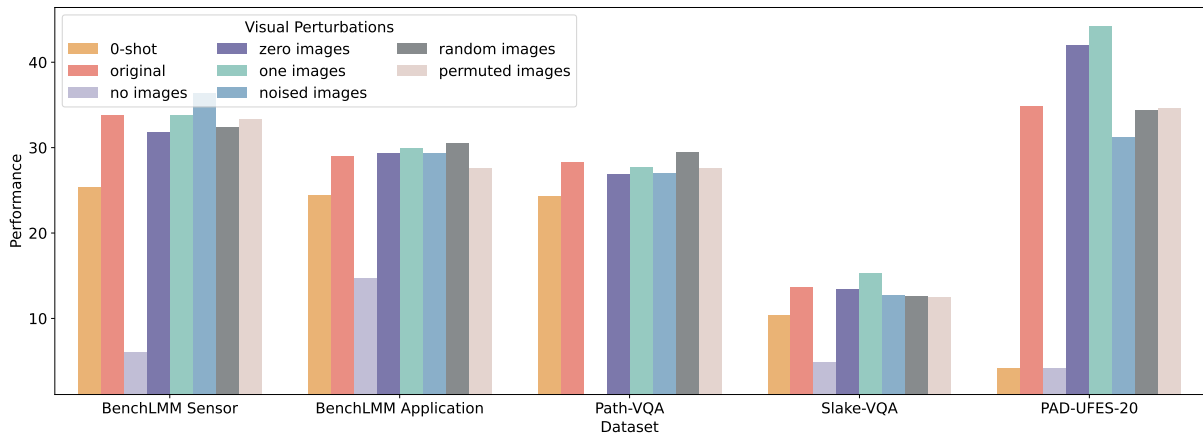 Visual Perturbations
0-shot
original
no images
zero images
one images
noised images
random images
permuted images
Performance
40
30
20
10
BenchLMM Sensor
BenchLMM Application
Path-VQA
Slake-VQA
PAD-UFES-20
Dataset